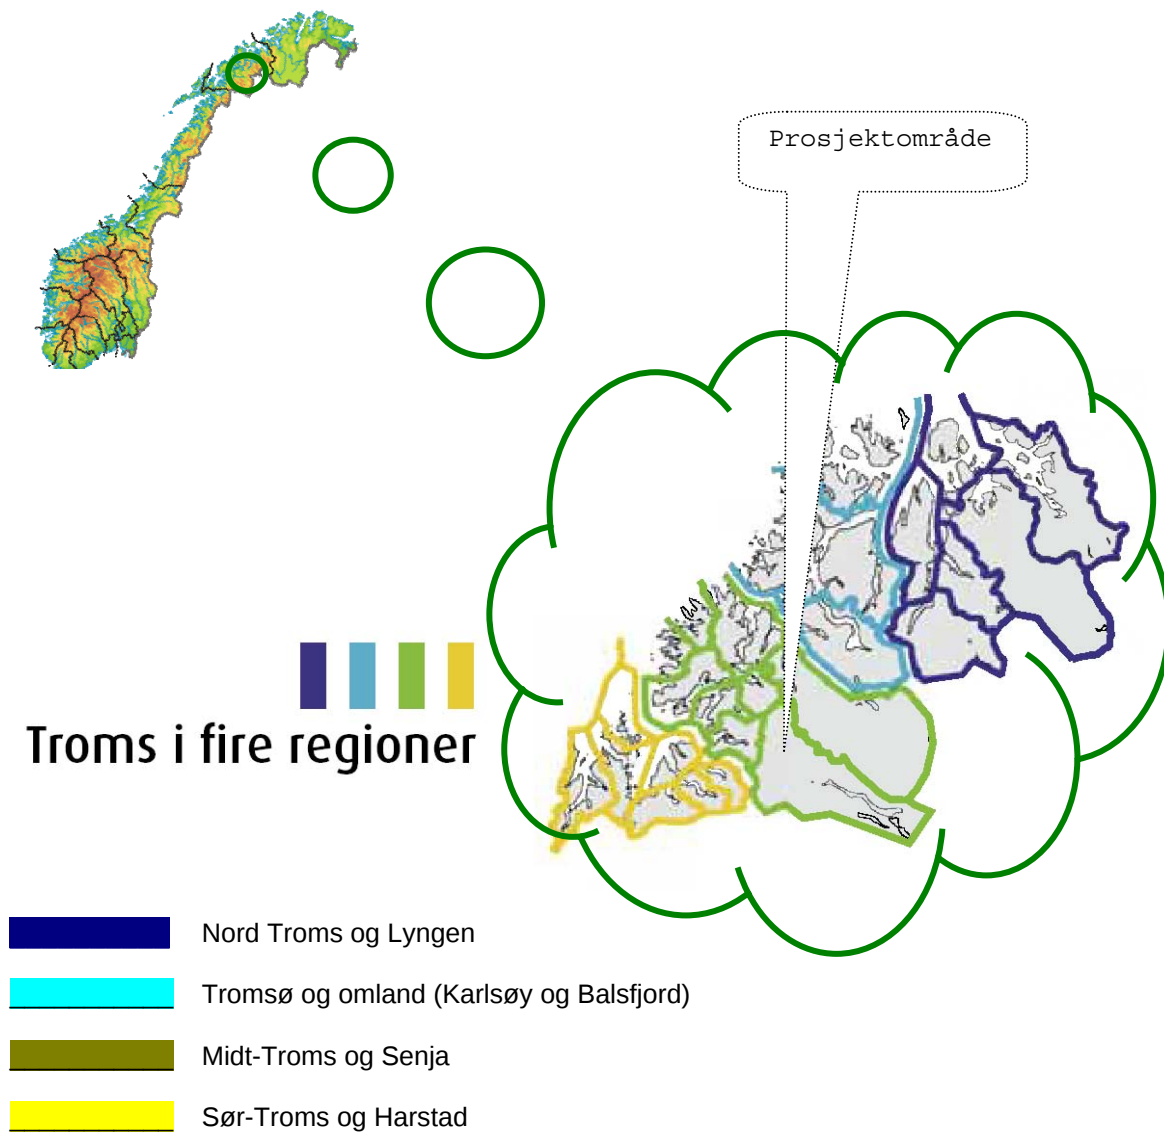 Prosjektområde
Troms i fire regioner
Nord Troms og Lyngen
Tromsø og omland (Karlsøy og Balsfjord)
Midt-Troms og Senja
Sør-Troms og Harstad